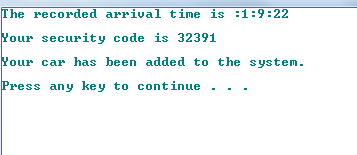 The recorded arrival time is :1:9:22
Your security code is 32391
Your car has been added to the system.
Press any key to continue . . .